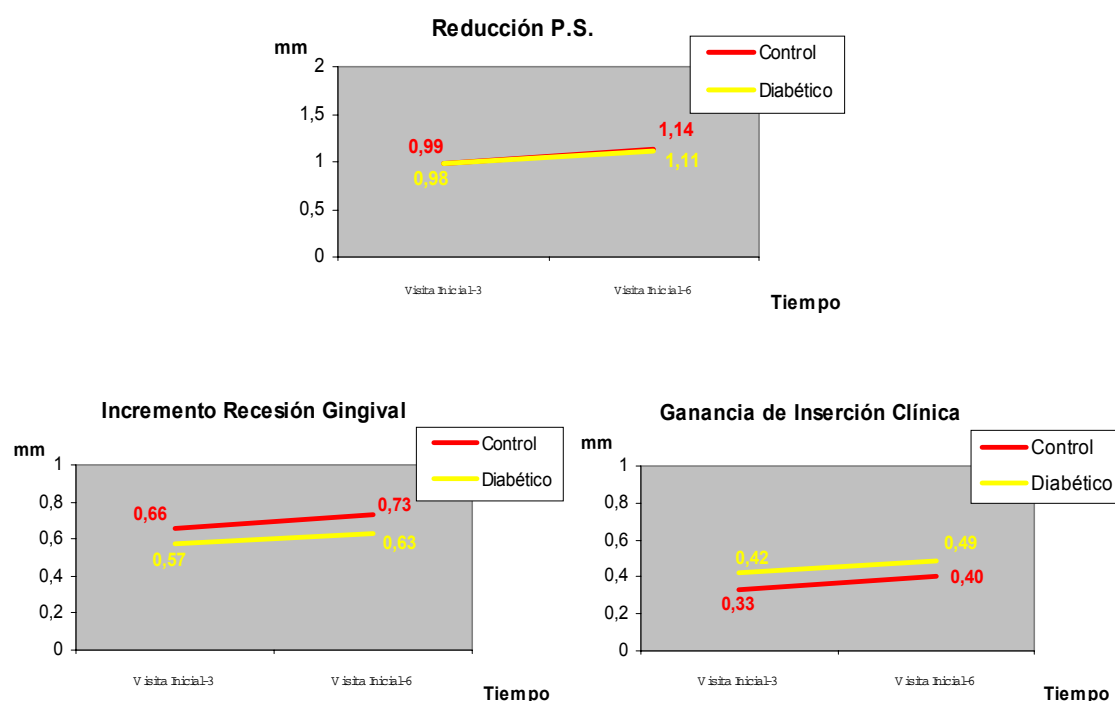 Reducción P.S.
mm
Control
Diabético
2
1,5
1
0,5
0
0,99
0,98
1,14
1,11
Visita Inicial-3
Visita Inicial-6
Tiempo
Incremento Recesión Gingival
mm
Control
Diabético
1
0,8
0,6
0,4
0,2
0
0,66
0,57
0,73
0,63
Visita Inicial-3
Visita Inicial-6
Tiempo
Ganancia de Inserción Clínica
mm
Control
Diabético
1
0,8
0,6
0,4
0,2
0
0,42
0,33
0,49
0,40
Visita Inicial-3
Visita Inicial-6
Tiempo